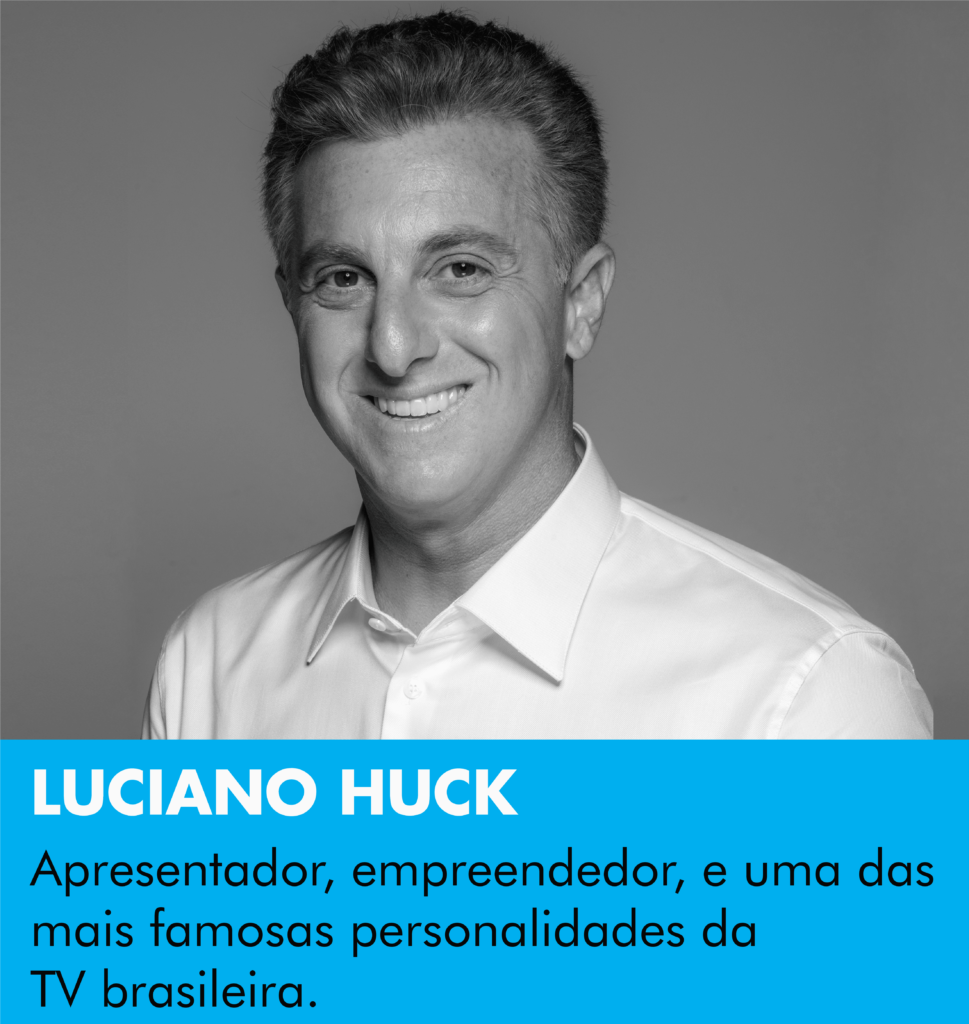 LUCIANO HUCK
Apresentador, empreendedor, e uma das
mais famosas personalidades da
TV brasileira.